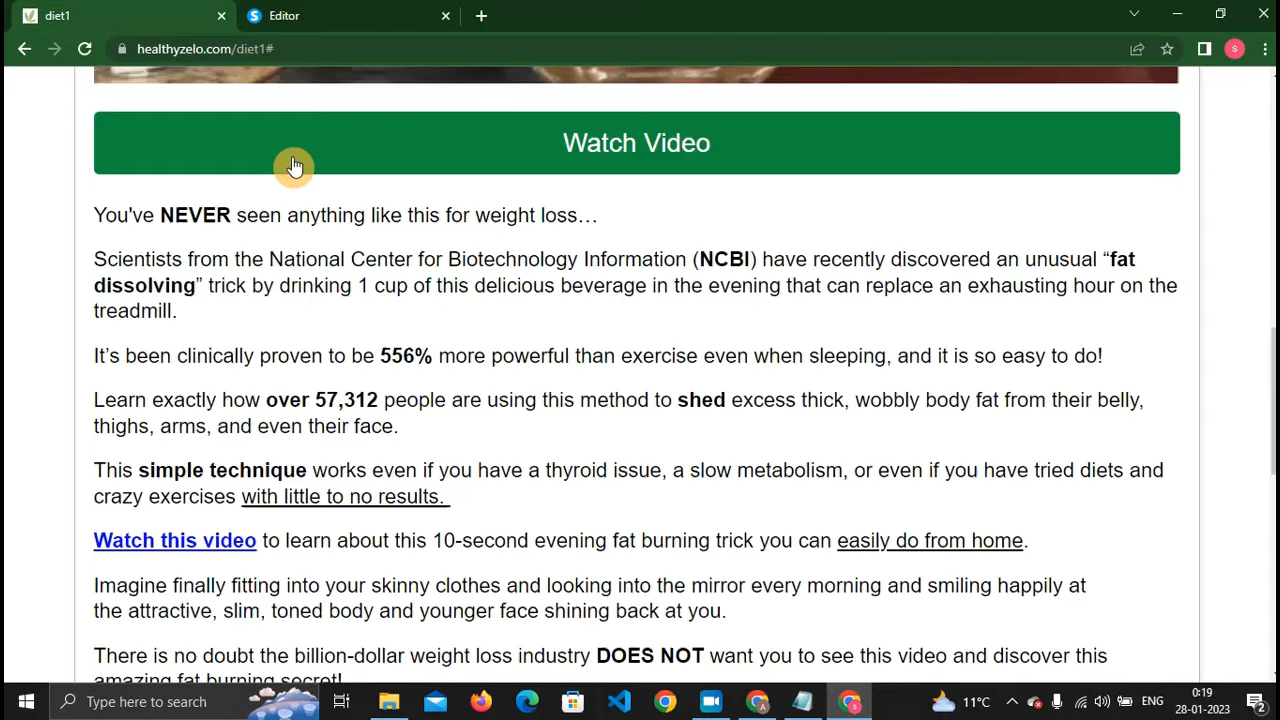 diet1
Editor
healthyzelo.com/diet1#
S
Watch Video
You've NEVER seen anything like this for weight loss…
Scientists from the National Center for Biotechnology Information (NCBI) have recently discovered an unusual “fat
dissolving” trick by drinking 1 cup of this delicious beverage in the evening that can replace an exhausting hour on the
treadmill.
It’s been clinically proven to be 556% more powerful than exercise even when sleeping, and it is so easy to do!
Learn exactly how over 57,312 people are using this method to shed excess thick, wobbly body fat from their belly,
thighs, arms, and even their face.
This simple technique works even if you have a thyroid issue, a slow metabolism, or even if you have tried diets and
crazy exercises with little to no results.
Watch this video to learn about this 10-second evening fat burning trick you can easily do from home.
Imagine finally fitting into your skinny clothes and looking into the mirror every morning and smiling happily at
the attractive, slim, toned body and younger face shining back at you.
There is no doubt the billion-dollar weight loss industry DOES NOT want you to see this video and discover this
amazing fat burning secret!
Type here to search
11°C
ENG
0:19
28-01-2023
2